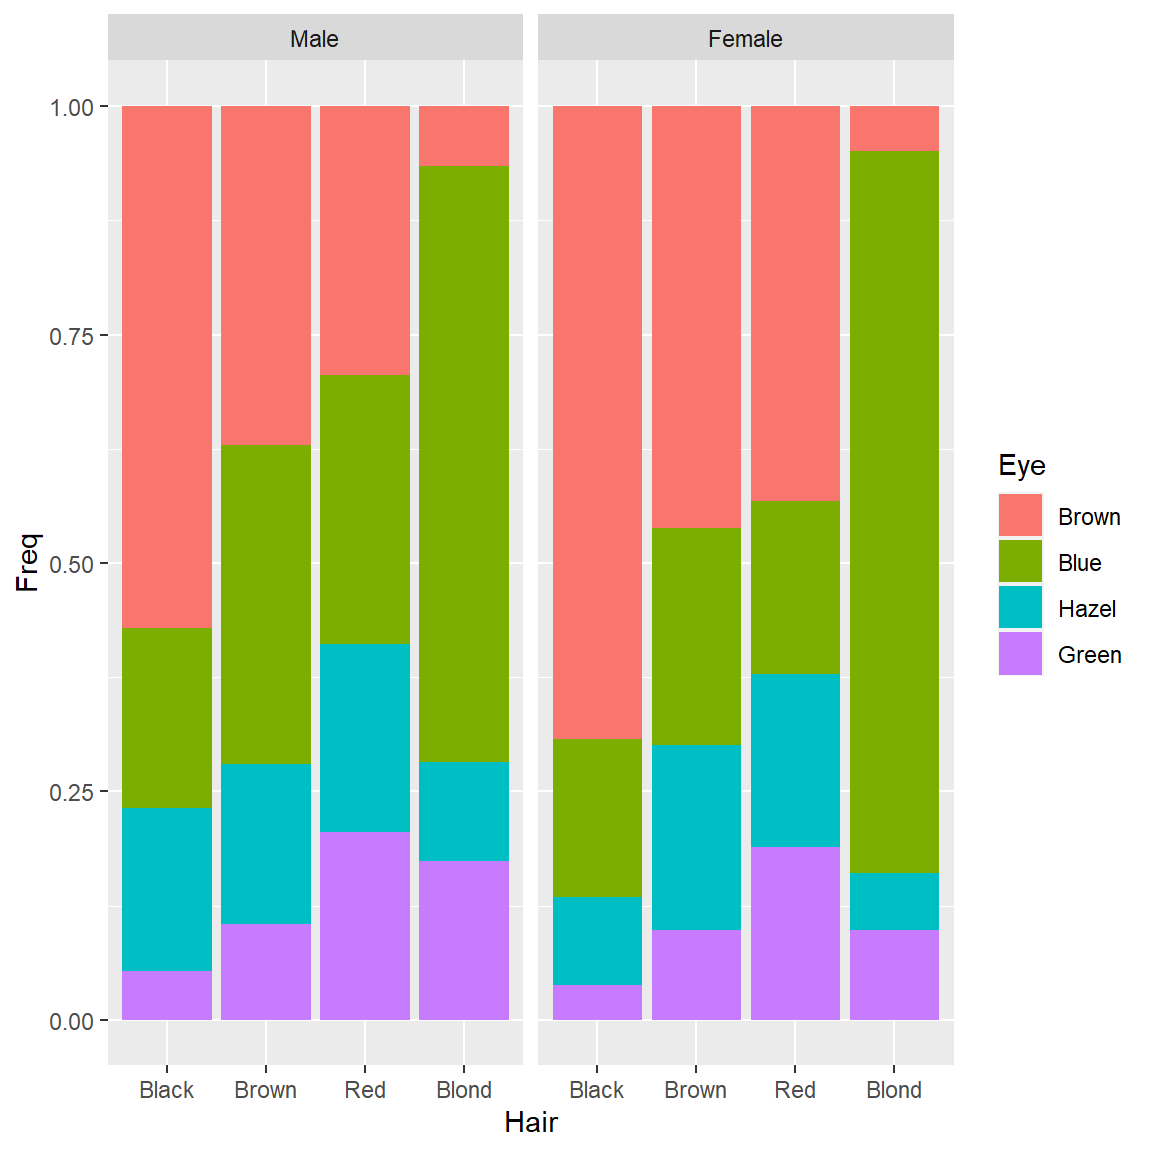 Male Female
1.00
0.75
0.50
0.25
0.00
Freq
Black Brown Red Blond Black Brown Red Blond
Hair
Eye
Brown
Blue
Hazel
Green